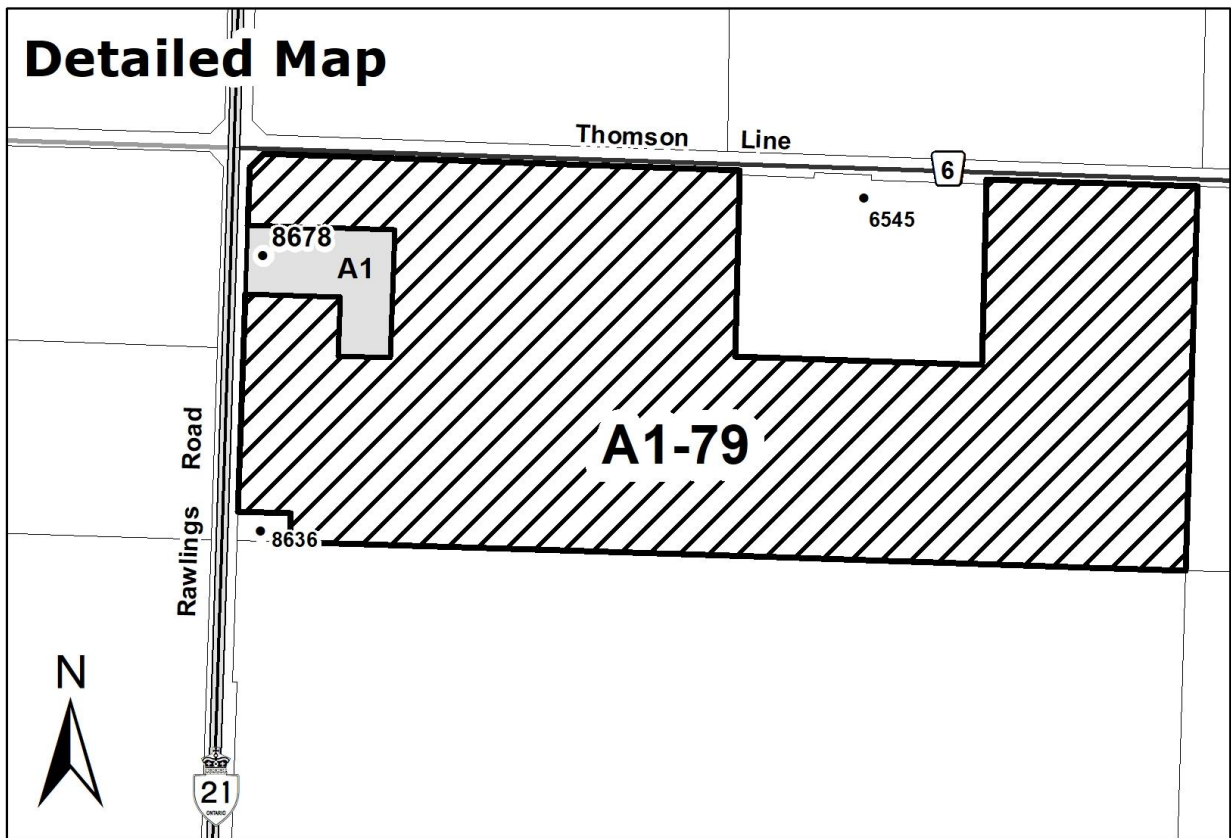 Detailed Map
Thomson Line
6
6545
8678
A1
A1-79
Rawlings Road
8636
N
21
ONTARIO